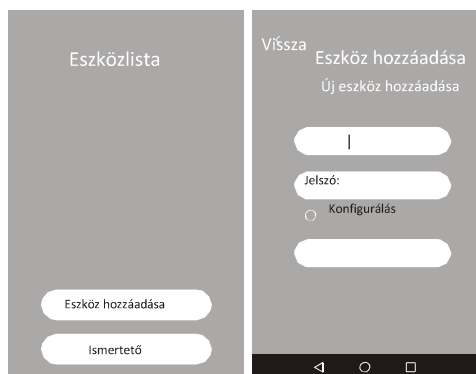 Eszközlista
Eszköz hozzáadása
Ismertető
Vissza
Eszköz hozzáadása
Új eszköz hozzáadása
Jelszó:
Konfigurálás